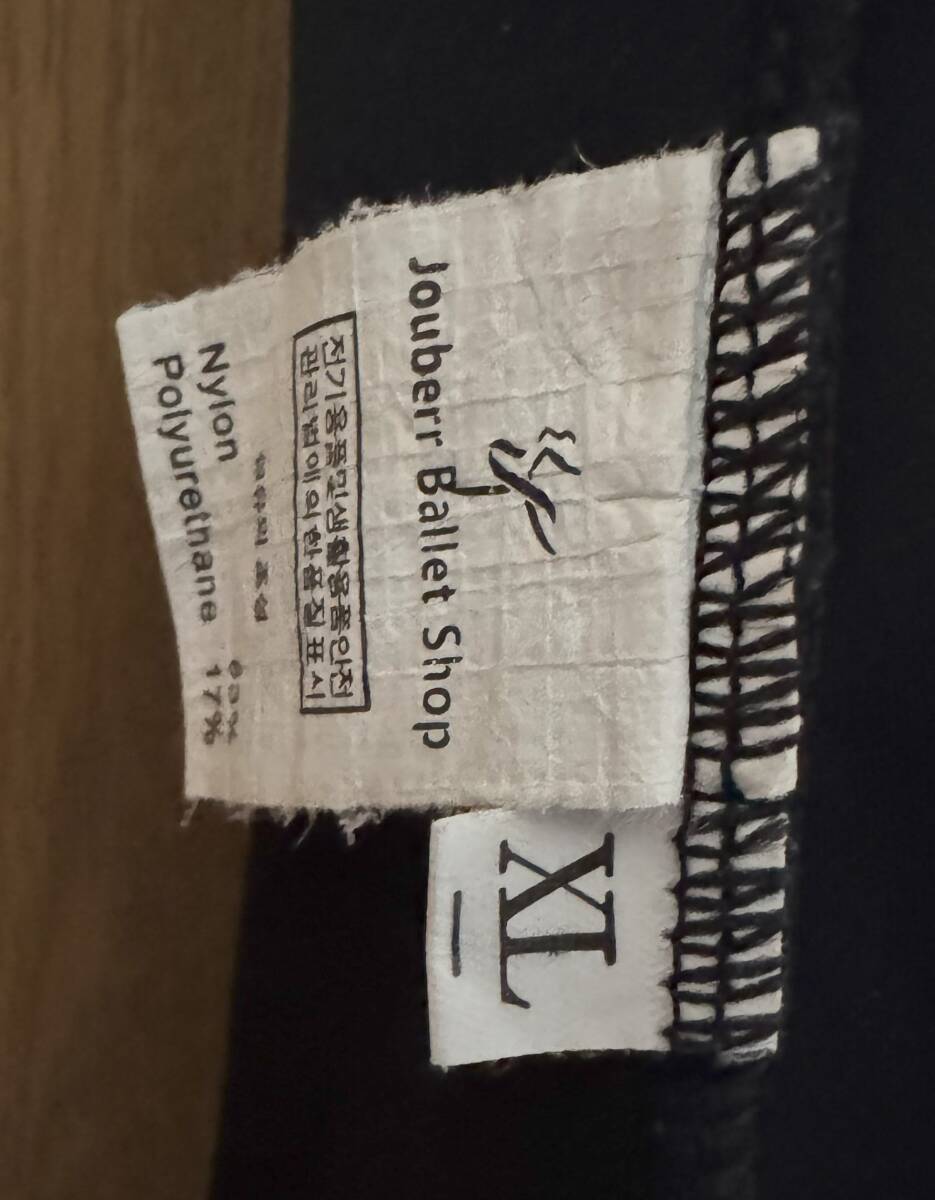 Jouberr Ballet Shop
전기용품및생활용품안전
관리법에의한품질표시
Nylon 83%
Polyurethane 17%
XL